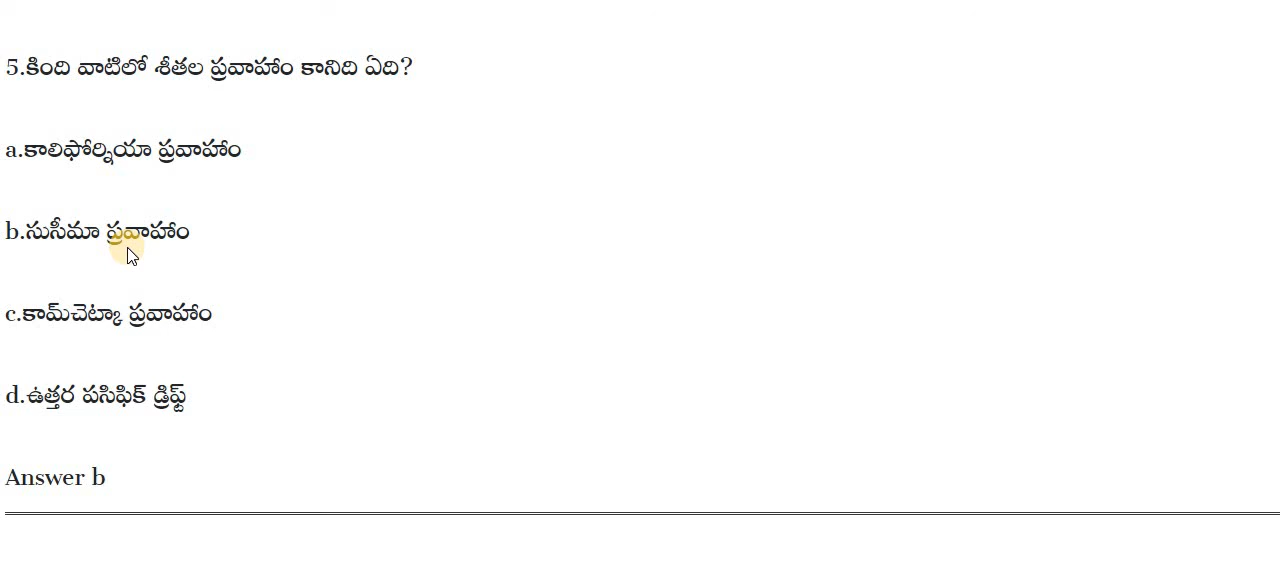 5.కింది వాటిలో శీతల ప్రవాహాం కానిది ఏది?
a.కాలిఫోర్నియా ప్రవాహాం
b.సుసీమా ప్రవాహాం
c.కామ్‌చెట్కా ప్రవాహాం
d.ఉత్తర పసిఫిక్ డ్రిఫ్ట్
Answer b